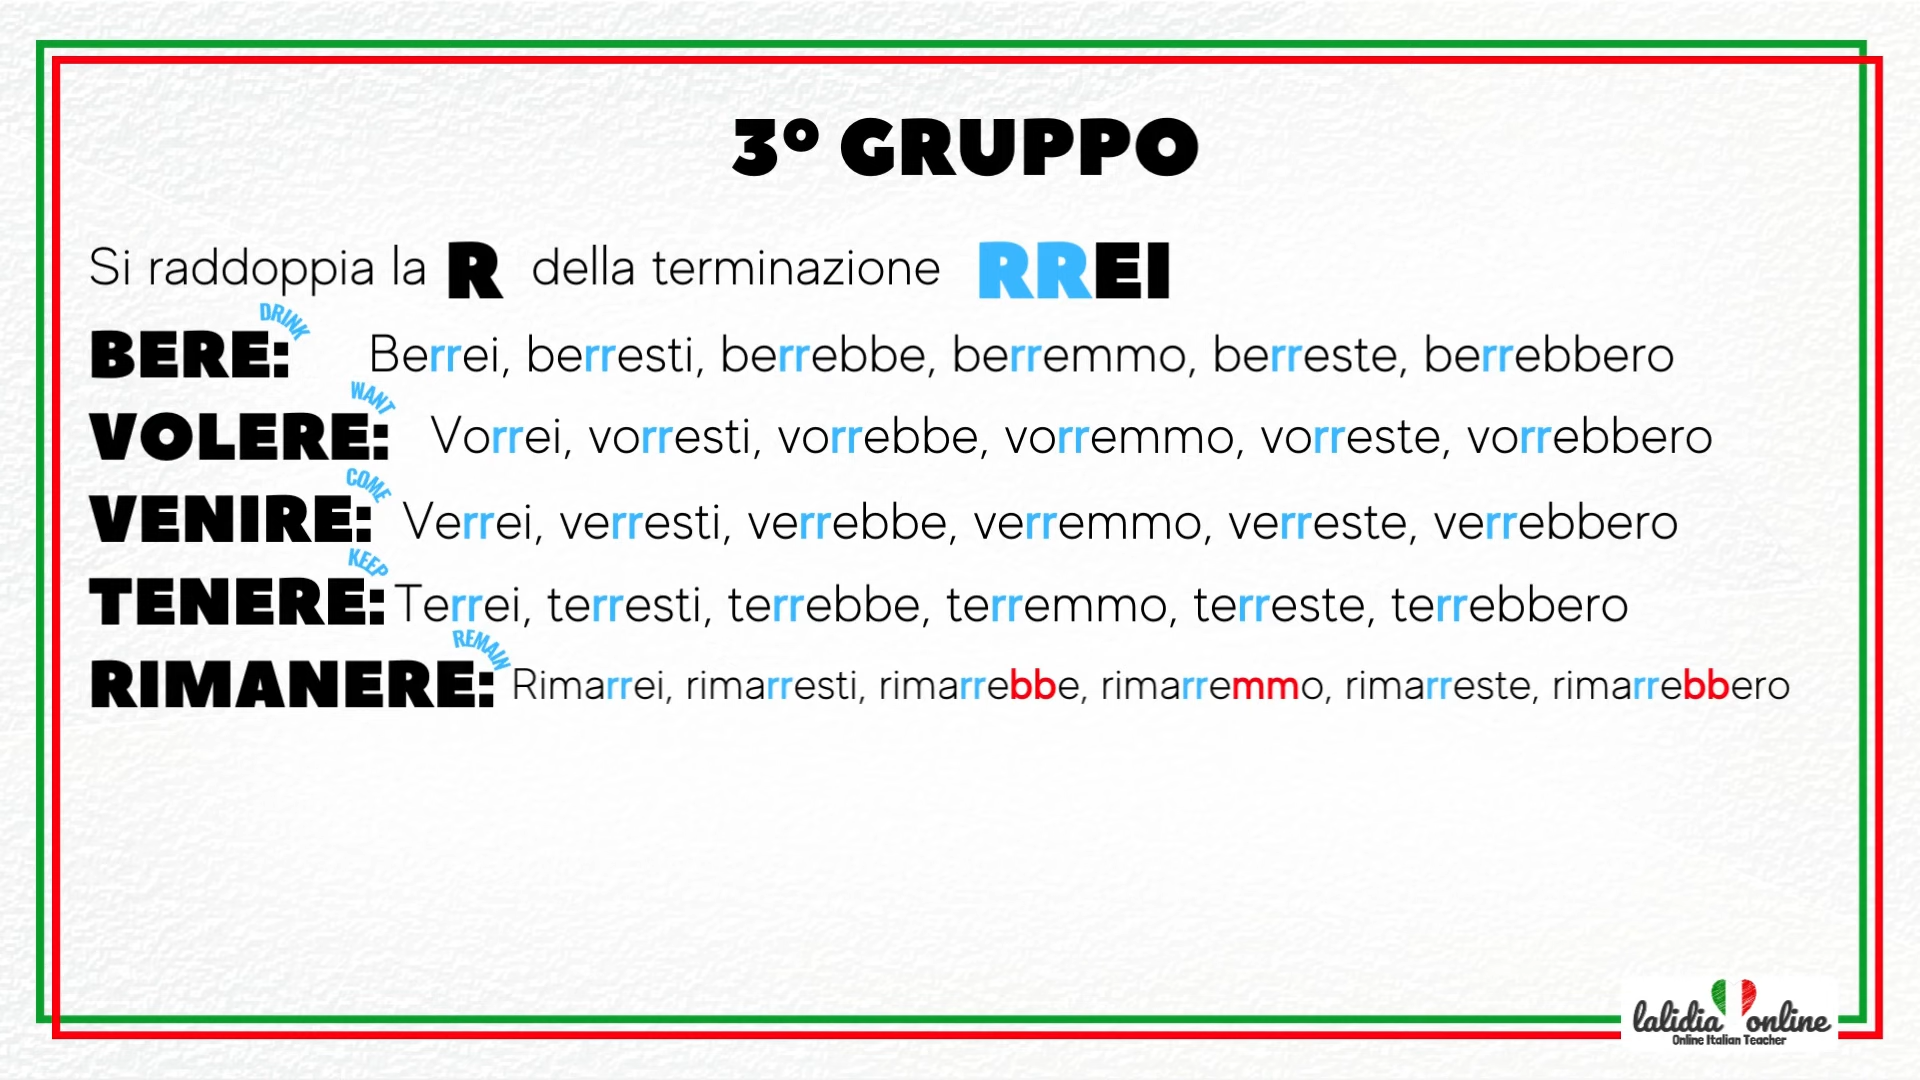 3° GRUPPO
Si raddoppia la R della terminazione RREI
DRINK
BERE: Berrei, berresti, berrebbe, berremmo, berreste, berrebbero
WANT
VOLERE: Vorrei, vorresti, vorrebbe, vorremmo, vorreste, vorrebbero
COME
VENIRE: Verrei, verresti, verrebbe, verremmo, verreste, verrebbero
KEEP
TENERE: Terrei, terresti, terrebbe, terremmo, terreste, terrebbero
REMAIN
RIMANERE: Rimarrei, rimarresti, rimarrebbe, rimarremmo, rimarreste, rimarrebbero
lalidia online
Online Italian Teacher